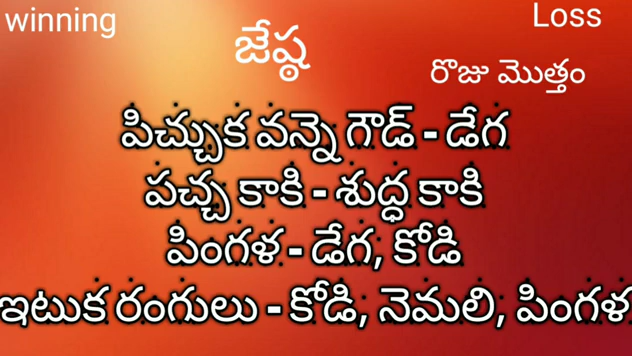 winning
Loss
జేష్ఠ
రోజు మొత్తం
పిచ్చుక వన్నె గౌడ్ - డేగ
పచ్చ కాకి - శుద్ధ కాకి
పింగళ - డేగ, కోడి
ఇటుక రంగులు - కోడి, నెమలి, పింగళ